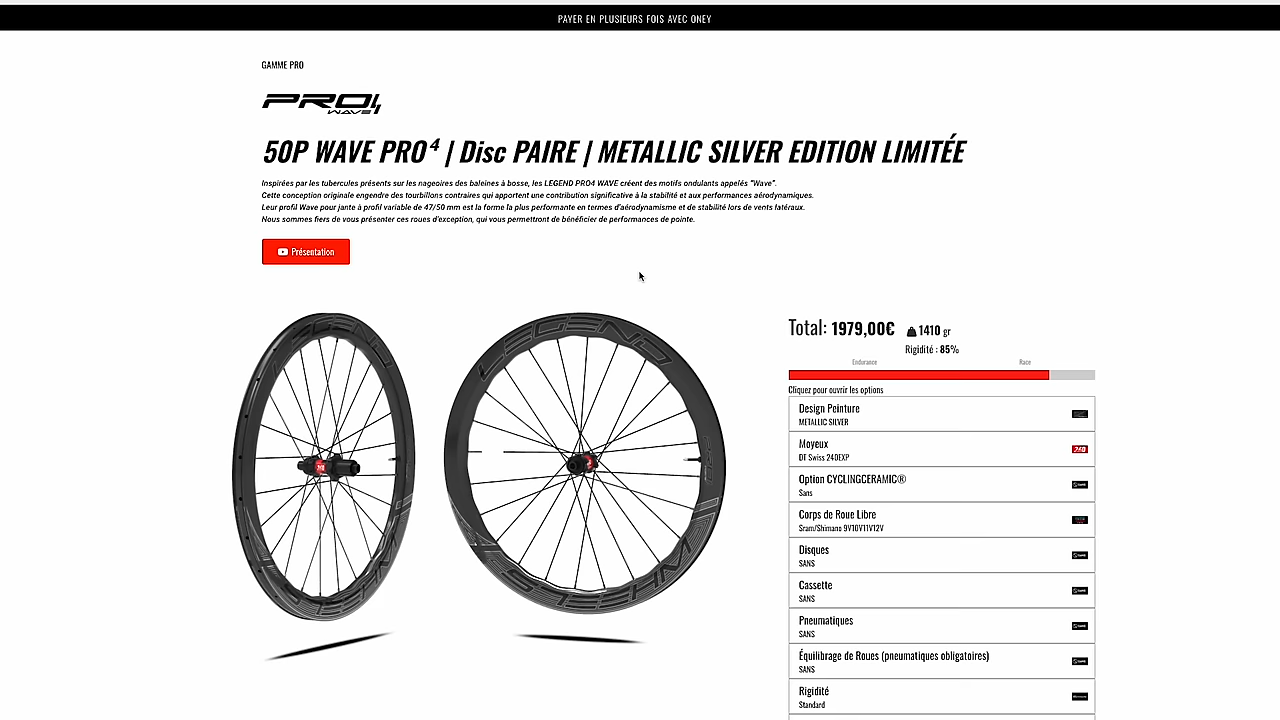 PAYER EN PLUSIEURS FOIS AVEC ONEY
GAMME PRO
PRO4
WAVE
50P WAVE PRO⁴ | Disc PAIRE | METALLIC SILVER EDITION LIMITÉE
Inspirées par les tubercules présents sur les nageoires des baleines à bosse, les LEGEND PRO4 WAVE créent des motifs ondulants appelés "Wave".
Cette conception originale engendre des tourbillons contraires qui apportent une contribution significative à la stabilité et aux performances aérodynamiques.
Leur profil Wave pour jante à profil variable de 47/50 mm est la forme la plus performante en termes d'aérodynamisme et de stabilité lors de vents latéraux.
Nous sommes fiers de vous présenter ces roues d'exception, qui vous permettront de bénéficier de performances de pointe.
Présentation
LEGEND
LEGEND
PRO
WHEELS
Total: 1979,00€ 1410 gr
Rigidité : 85%
Endurance Race
Cliquez pour ouvrir les options
Design Peinture
METALLIC SILVER
Moyeux
DT Swiss 240EXP
240
Option CYCLINGCERAMIC®
Sans
Corps de Roue Libre
Sram/Shimano 9V10V11V12V
Disques
SANS
Cassette
SANS
Pneumatiques
SANS
Équilibrage de Roues (pneumatiques obligatoires)
SANS
Rigidité
Standard